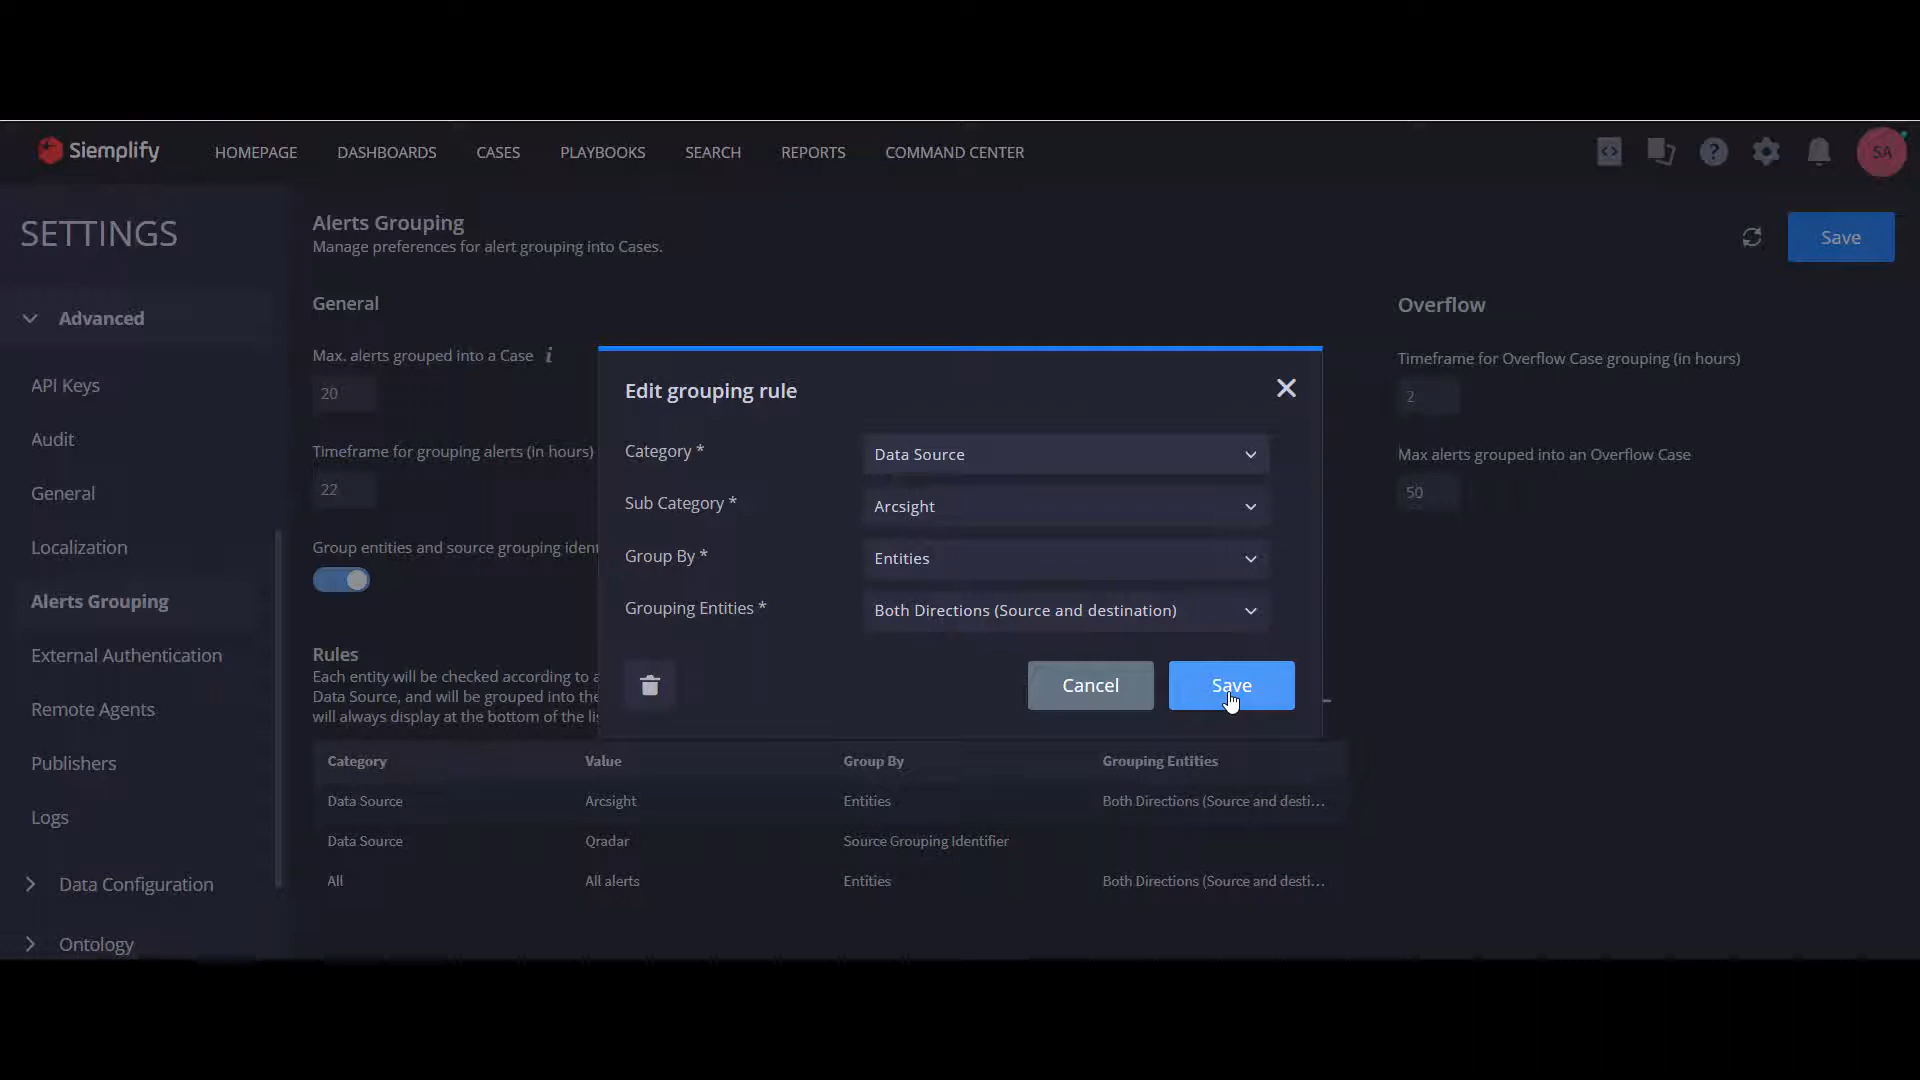 Siemplify
HOMEPAGE DASHBOARDS CASES PLAYBOOKS SEARCH REPORTS COMMAND CENTER
SA
SETTINGS
Advanced
API Keys
Audit
General
Localization
Alerts Grouping
External Authentication
Remote Agents
Publishers
Logs
Data Configuration
Ontology
Alerts Grouping
Manage preferences for alert grouping into Cases.
Save
General
Max. alerts grouped into a Case i
20
Timeframe for grouping alerts (in hours)
22
Group entities and source grouping ident
Overflow
Timeframe for Overflow Case grouping (in hours)
2
Max alerts grouped into an Overflow Case
50
Edit grouping rule
Category * Data Source
Sub Category * Arcsight
Group By * Entities
Grouping Entities * Both Directions (Source and destination)
Cancel Save
Rules
Each entity will be checked according to a
Data Source, and will be grouped into the
will always display at the bottom of the li
Category Value Group By Grouping Entities
Data Source Arcsight Entities Both Directions (Source and desti...
Data Source Qradar Source Grouping Identifier
All All alerts Entities Both Directions (Source and desti...